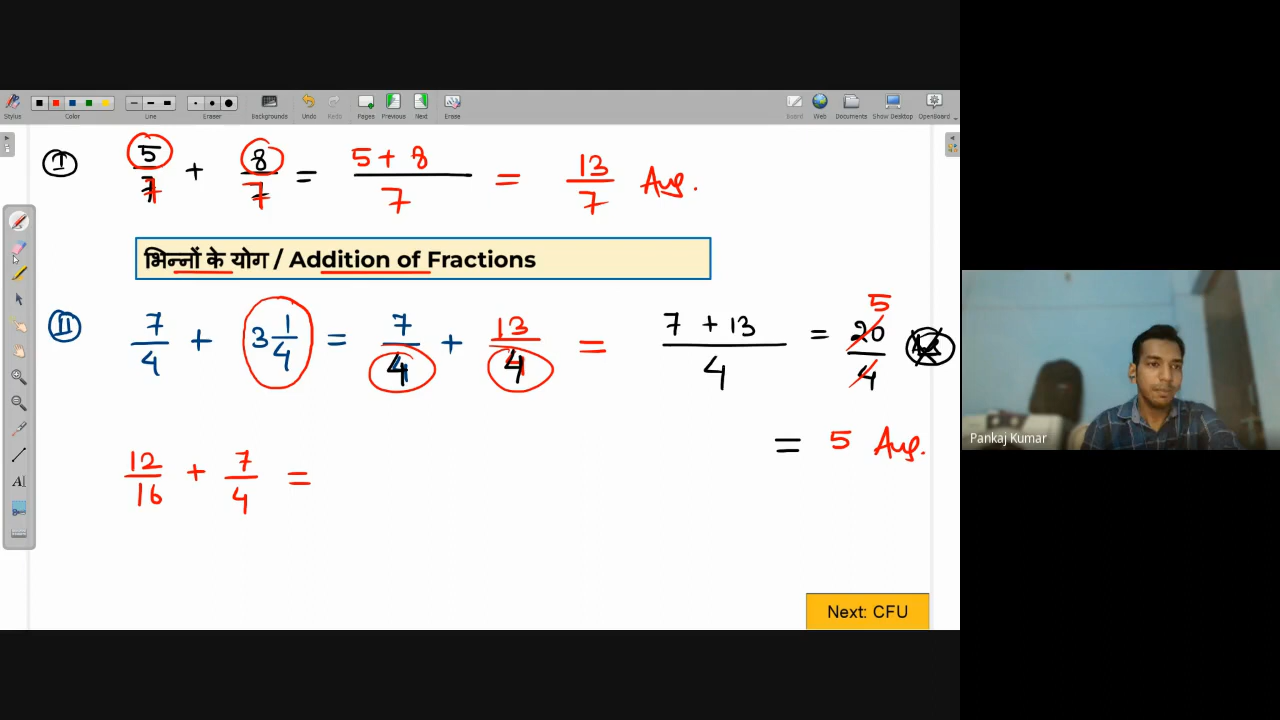 Stylus Color Line Eraser Backgrounds Undo Redo Pages Previous Next Erase Board Web Documents Show Desktop OpenBoard
I 5/7 + 8/7 = 5 + 8/7 = 13/7 Ans.
भिन्नों के योग / Addition of Fractions
II 7/4 + 3 1/4 = 7/4 + 13/4 = 7 + 13/4 = 20/4 5
= 5 Ans.
12/16 + 7/4 =
Next: CFU
Pankaj Kumar